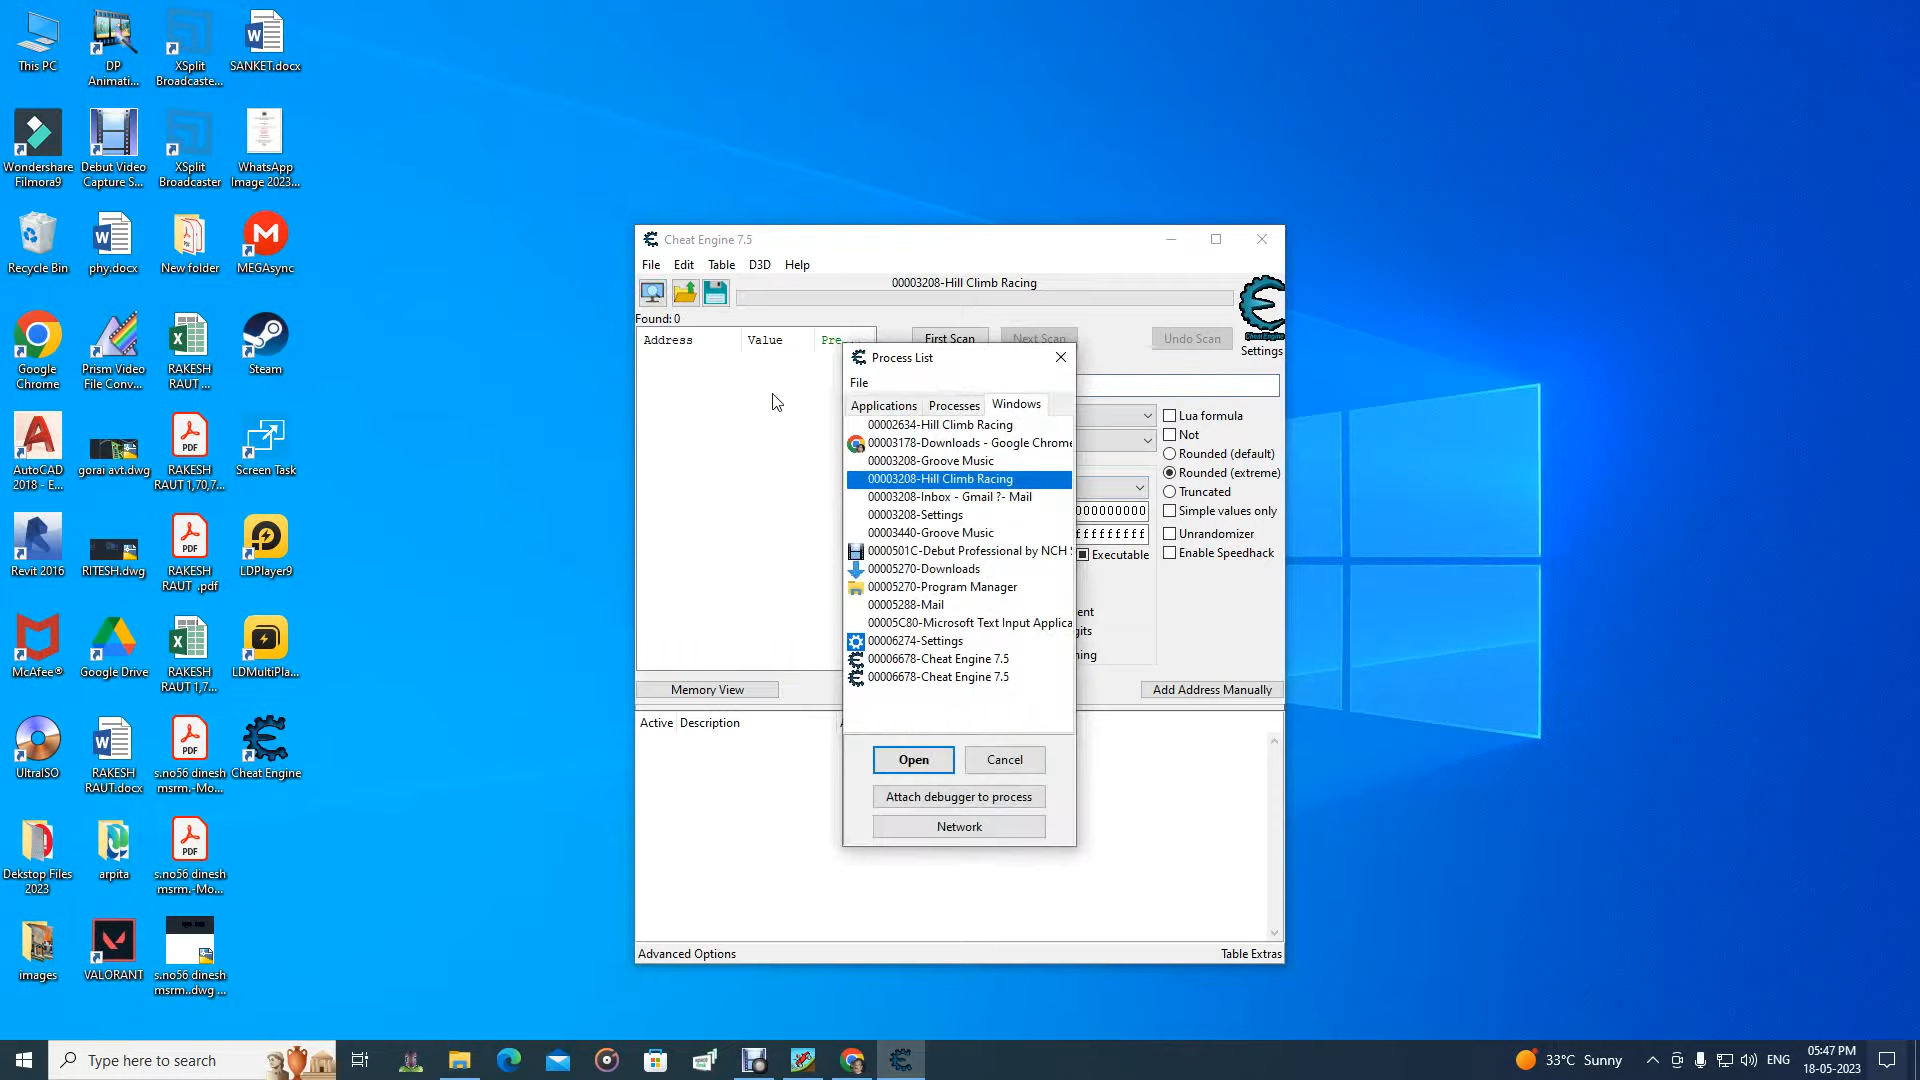 This PC
DP
Animati...
XSplit
Broadcaste...
SANKET.docx
Wondershare
Filmora9
Debut Video
Capture S...
XSplit
Broadcaster
WhatsApp
Image 2023...
Recycle Bin
phy.docx
New folder
MEGAsync
Google
Chrome
Prism Video
File Conv...
RAKESH
RAUT ...
Steam
AutoCAD
2018 - E...
gorai avt.dwg
RAKESH
RAUT 1,70,7...
Screen Task
Revit 2016
RITESH.dwg
RAKESH
RAUT .pdf
LDPlayer9
McAfee®
Google Drive
RAKESH
RAUT 1,7...
LDMultiPla...
UltraISO
RAKESH
RAUT.docx
s.no56 dinesh
msrm.-Mo...
Cheat Engine
Dekstop Files
2023
arpita
s.no56 dinesh
msrm.-Mo...
images
VALORANT
s.no56 dinesh
msrm..dwg ...
Cheat Engine 7.5
File Edit Table D3D Help
00003208-Hill Climb Racing
Found: 0
Address Value Pre...
First Scan Next Scan Undo Scan
Settings
Process List
File
Applications Processes Windows
00002634-Hill Climb Racing
00003178-Downloads - Google Chrome
00003208-Groove Music
00003208-Hill Climb Racing
00003208-Inbox - Gmail ?- Mail
00003208-Settings
00003440-Groove Music
0000501C-Debut Professional by NCH S
00005270-Downloads
00005270-Program Manager
00005288-Mail
00005C80-Microsoft Text Input Applica
00006274-Settings
00006678-Cheat Engine 7.5
00006678-Cheat Engine 7.5
Open Cancel
Attach debugger to process
Network
Lua formula
Not
Rounded (default)
Rounded (extreme)
Truncated
Simple values only
Unrandomizer
Enable Speedhack
000000000
fffffffff
Executable
ent
gits
ning
Memory View
Add Address Manually
Active Description
Advanced Options
Table Extras
Type here to search
33°C Sunny
ENG
05:47 PM
18-05-2023